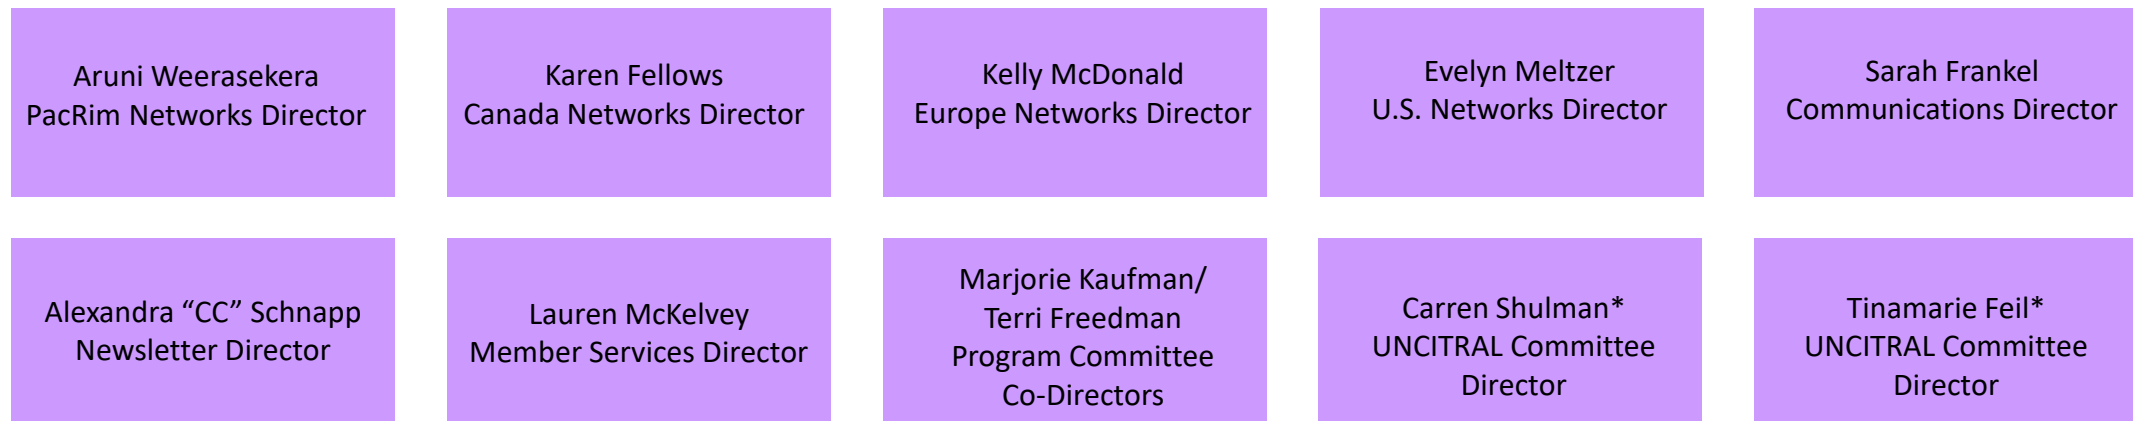 Aruni Weerasekera
PacRim Networks Director
Karen Fellows
Canada Networks Director
Kelly McDonald
Europe Networks Director
Evelyn Meltzer
U.S. Networks Director
Sarah Frankel
Communications Director
Alexandra “CC” Schnapp
Newsletter Director
Lauren McKelvey
Member Services Director
Marjorie Kaufman/
Terri Freedman
Program Committee
Co-Directors
Carren Shulman*
UNCITRAL Committee
Director
Tinamarie Feil*
UNCITRAL Committee
Director